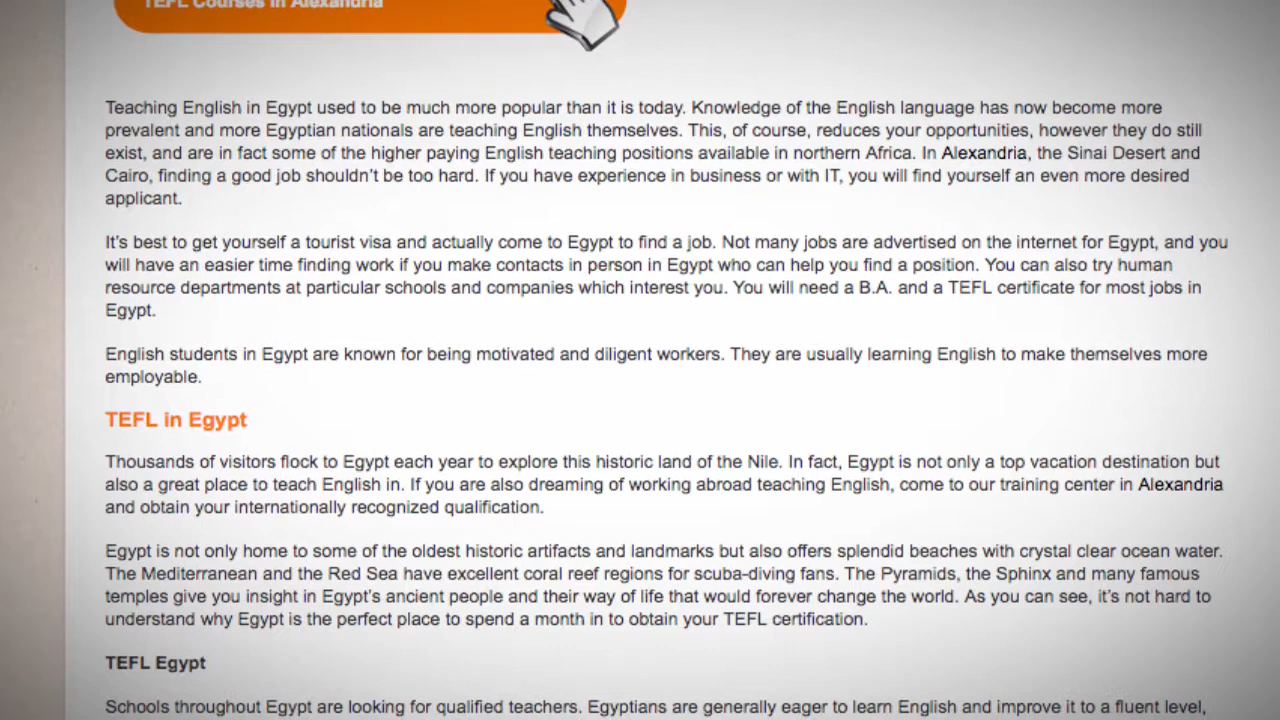 TEFL Courses in Alexandria
Teaching English in Egypt used to be much more popular than it is today. Knowledge of the English language has now become more
prevalent and more Egyptian nationals are teaching English themselves. This, of course, reduces your opportunities, however they do still
exist, and are in fact some of the higher paying English teaching positions available in northern Africa. In Alexandria, the Sinai Desert and
Cairo, finding a good job shouldn't be too hard. If you have experience in business or with IT, you will find yourself an even more desired
applicant.
It's best to get yourself a tourist visa and actually come to Egypt to find a job. Not many jobs are advertised on the internet for Egypt, and you
will have an easier time finding work if you make contacts in person in Egypt who can help you find a position. You can also try human
resource departments at particular schools and companies which interest you. You will need a B.A. and a TEFL certificate for most jobs in
Egypt.
English students in Egypt are known for being motivated and diligent workers. They are usually learning English to make themselves more
employable.
TEFL in Egypt
Thousands of visitors flock to Egypt each year to explore this historic land of the Nile. In fact, Egypt is not only a top vacation destination but
also a great place to teach English in. If you are also dreaming of working abroad teaching English, come to our training center in Alexandria
and obtain your internationally recognized qualification.
Egypt is not only home to some of the oldest historic artifacts and landmarks but also offers splendid beaches with crystal clear ocean water.
The Mediterranean and the Red Sea have excellent coral reef regions for scuba-diving fans. The Pyramids, the Sphinx and many famous
temples give you insight in Egypt's ancient people and their way of life that would forever change the world. As you can see, it's not hard to
understand why Egypt is the perfect place to spend a month in to obtain your TEFL certification.
TEFL Egypt
Schools throughout Egypt are looking for qualified teachers. Egyptians are generally eager to learn English and improve it to a fluent level,